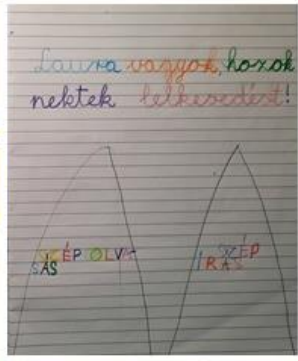 Laura vagyok, hozok
nektek lelkesedést!
SZÉP OLVA
SÁS
SZÉP
ÍRÁS